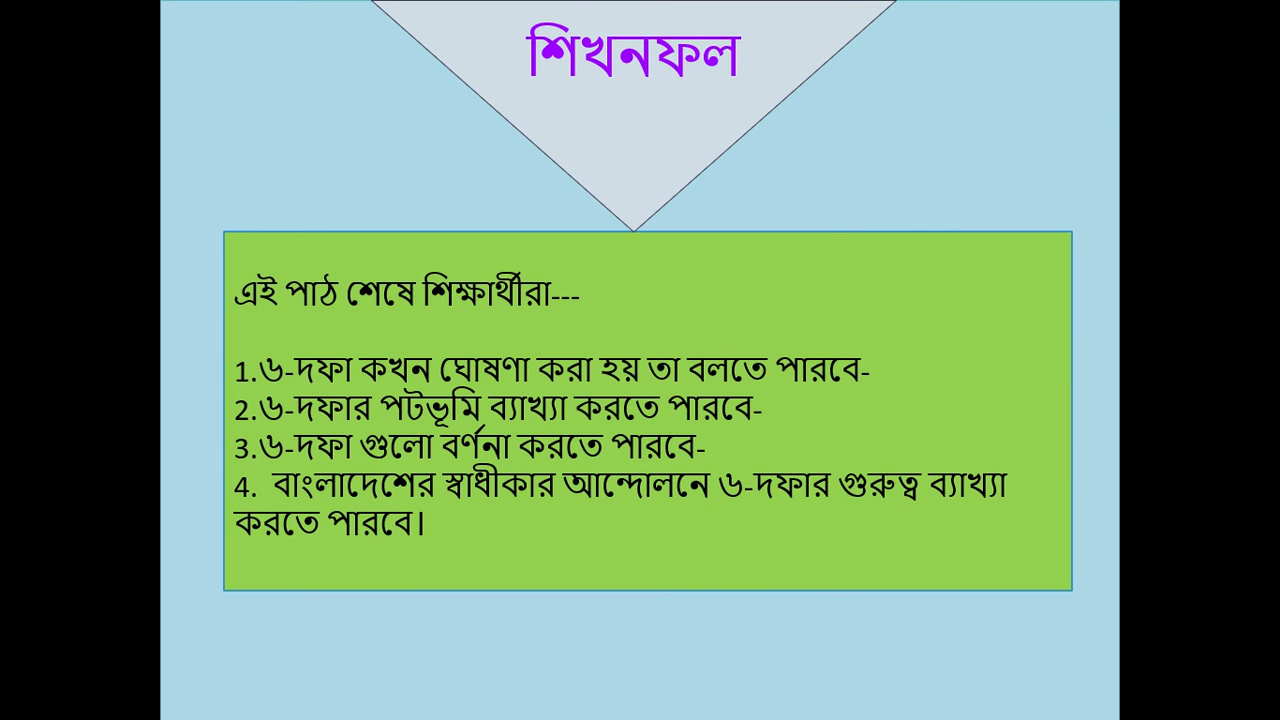 শিখনফল
এই পাঠ শেষে শিক্ষার্থীরা---
1.৬-দফা কখন ঘোষণা করা হয় তা বলতে পারবে-
2.৬-দফার পটভূমি ব্যাখ্যা করতে পারবে-
3.৬-দফা গুলো বর্ণনা করতে পারবে-
4. বাংলাদেশের স্বাধীকার আন্দোলনে ৬-দফার গুরুত্ব ব্যাখ্যা
করতে পারবে।